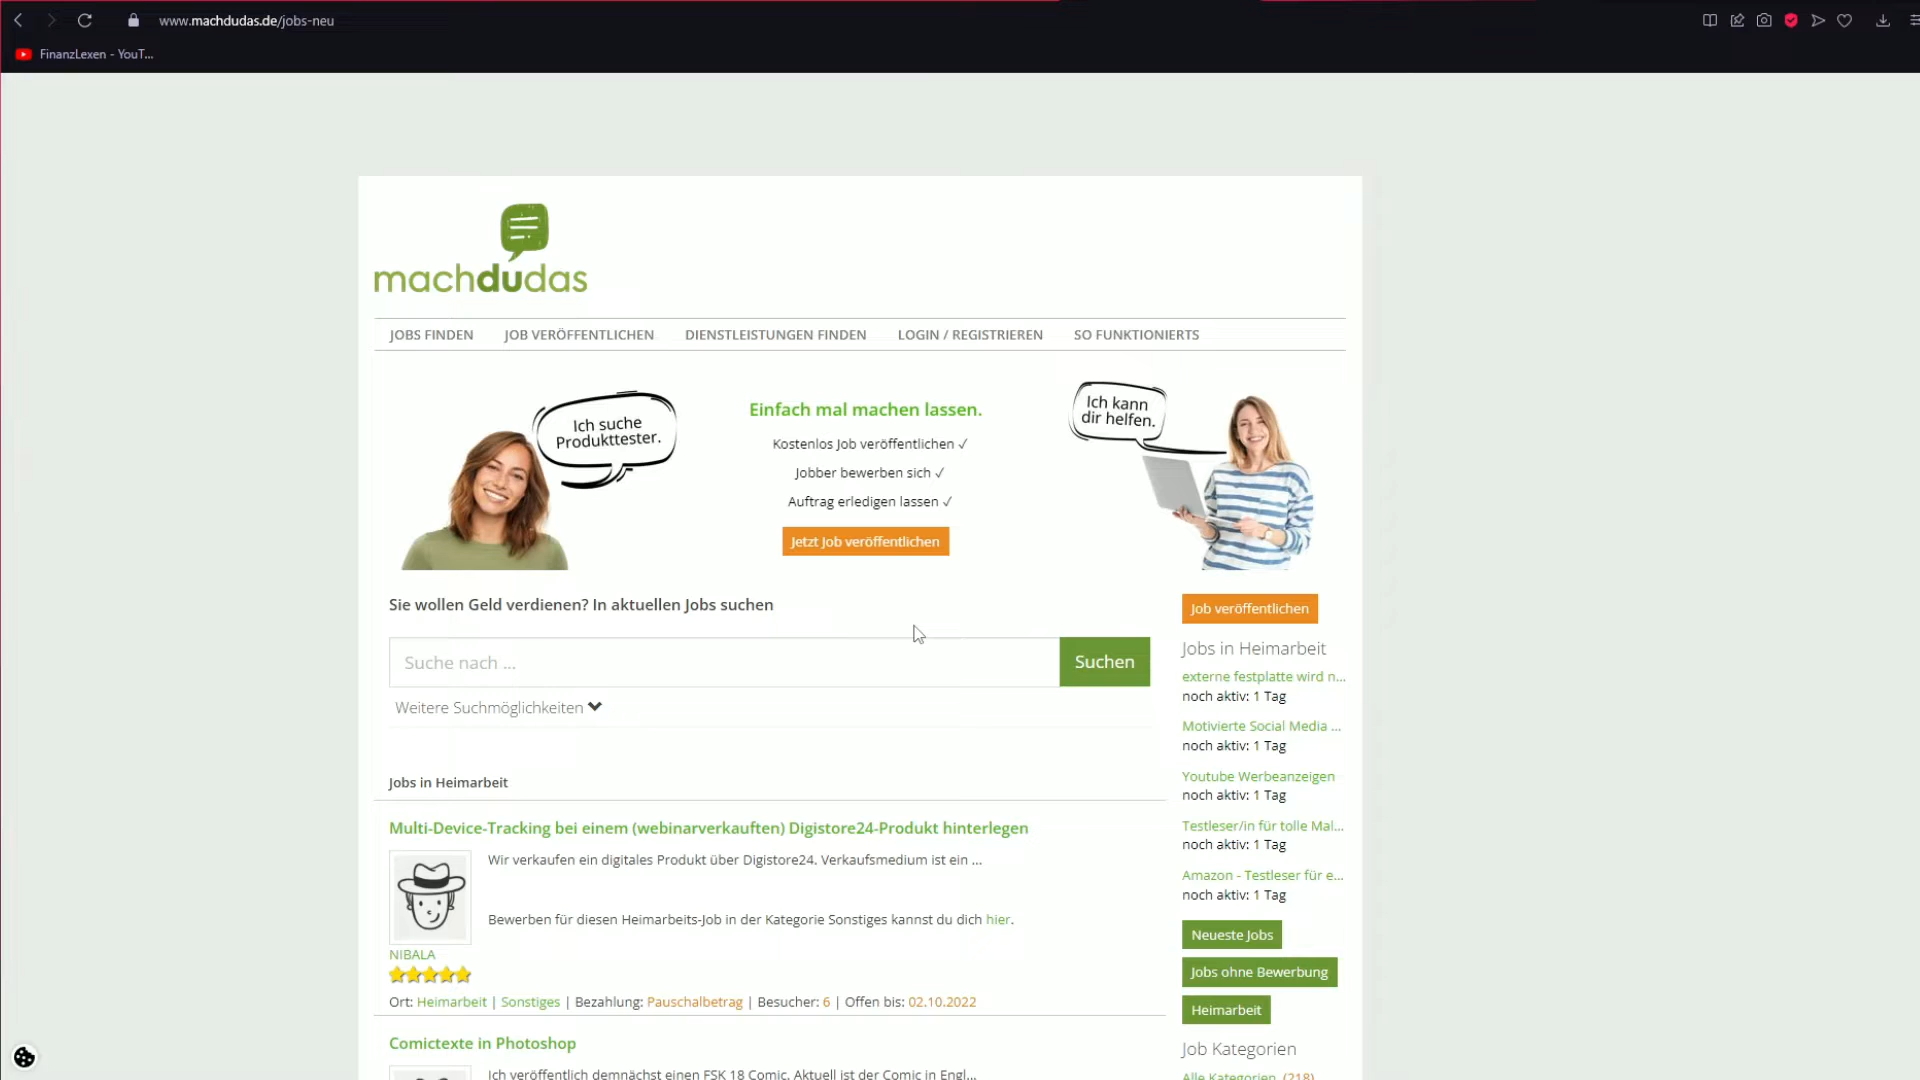 www.machdudas.de/jobs-neu
FinanzLexen - YouT...
machdudas
JOBS FINDEN
JOB VERÖFFENTLICHEN
DIENSTLEISTUNGEN FINDEN
LOGIN / REGISTRIEREN
SO FUNKTIONIERTS
Ich suche
Produkttester.
Einfach mal machen lassen.
Kostenlos Job veröffentlichen ✓
Jobber bewerben sich ✓
Auftrag erledigen lassen ✓
Jetzt Job veröffentlichen
Ich kann
dir helfen.
Sie wollen Geld verdienen? In aktuellen Jobs suchen
Suche nach ...
Suchen
Weitere Suchmöglichkeiten
Jobs in Heimarbeit
Multi-Device-Tracking bei einem (webinarverkauften) Digistore24-Produkt hinterlegen
Wir verkaufen ein digitales Produkt über Digistore24. Verkaufsmedium ist ein ...
Bewerben für diesen Heimarbeits-Job in der Kategorie Sonstiges kannst du dich hier.
NIBALA
Ort: Heimarbeit | Sonstiges | Bezahlung: Pauschalbetrag | Besucher: 6 | Offen bis: 02.10.2022
Comictexte in Photoshop
Ich veröffentlich demnächst einen FSK 18 Comic. Aktuell ist der Comic in Engl...
Job veröffentlichen
Jobs in Heimarbeit
externe festplatte wird n...
noch aktiv: 1 Tag
Motivierte Social Media ...
noch aktiv: 1 Tag
Youtube Werbeanzeigen
noch aktiv: 1 Tag
Testleser/in für tolle Mal...
noch aktiv: 1 Tag
Amazon - Testleser für e...
noch aktiv: 1 Tag
Neueste Jobs
Jobs ohne Bewerbung
Heimarbeit
Job Kategorien
Alle Kategorien (218)